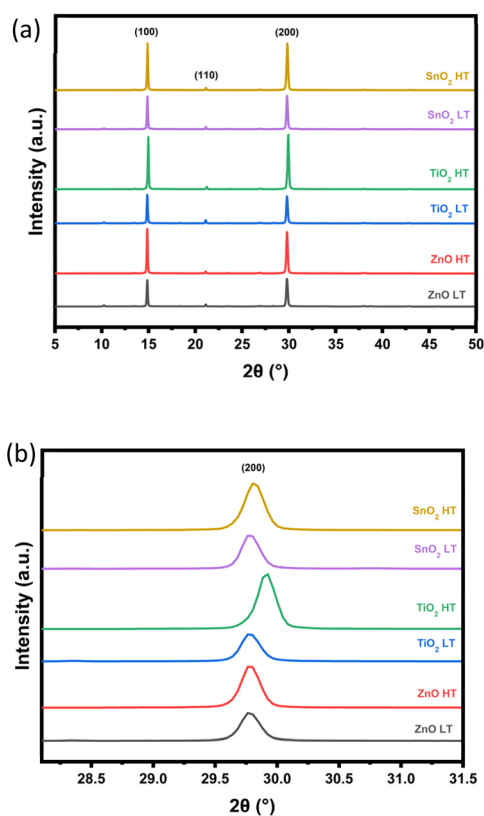 (a)
(100)
(200)
(110)
SnO₂ HT
SnO₂ LT
TiO₂ HT
TiO₂ LT
ZnO HT
ZnO LT
Intensity (a.u.)
5 10 15 20 25 30 35 40 45 50
2θ (°)
(b)
(200)
SnO₂ HT
SnO₂ LT
TiO₂ HT
TiO₂ LT
ZnO HT
ZnO LT
Intensity (a.u.)
28.5 29.0 29.5 30.0 30.5 31.0 31.5
2θ (°)